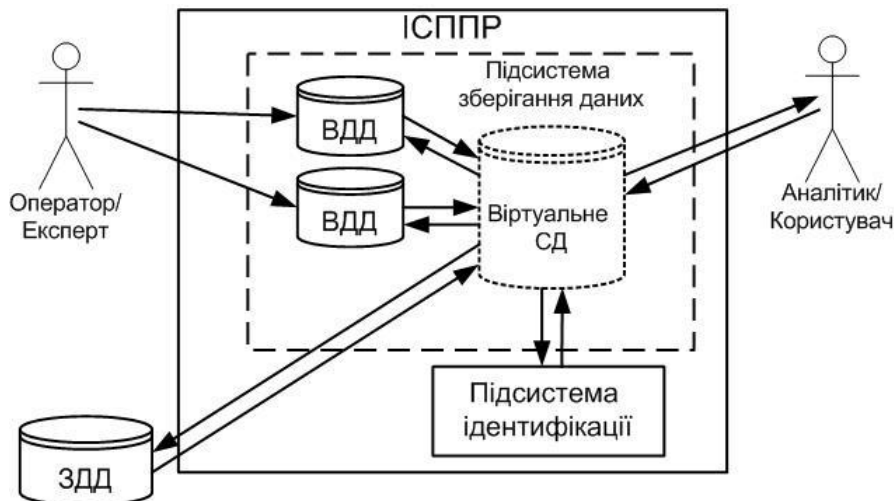 ІСППР
Підсистема
зберігання даних
ВДД
ВДД
Віртуальне
СД
Оператор/
Експерт
Аналітик/
Користувач
Підсистема
ідентифікації
ЗДД